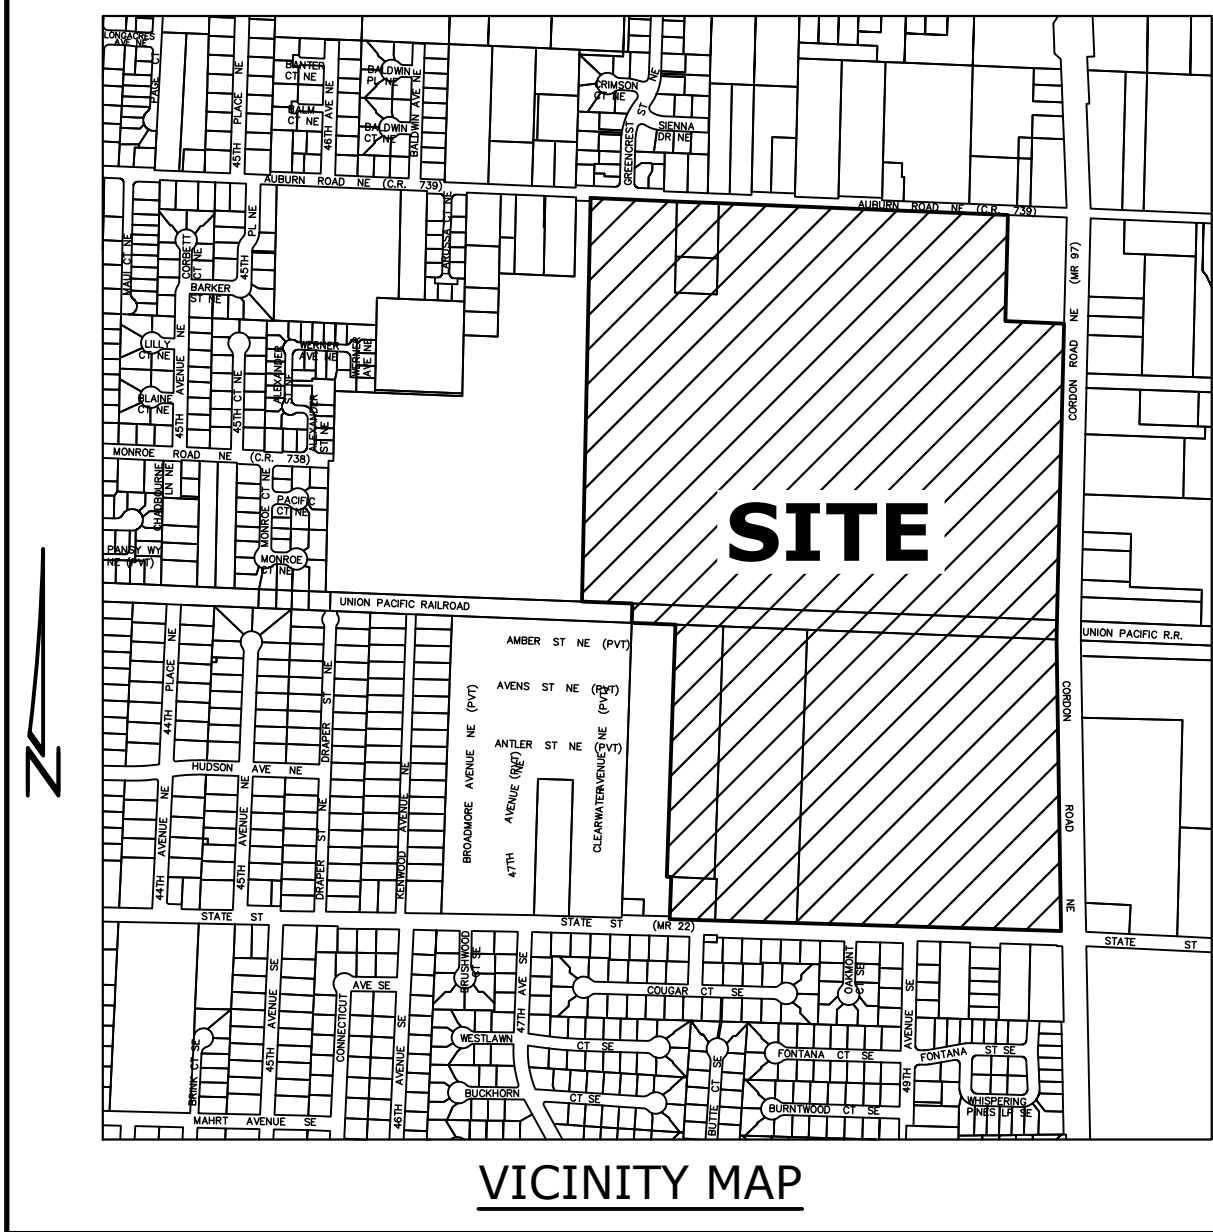 LONGACRES
AVE NE
PAGE CT
45TH PLACE NE
BANTER
CT NE
BALM
CT NE
46TH AVE NE
BALDWIN
PL NE
BALDWIN
CT NE
BALDWIN AVE NE
CRIMSON
CT NE
GREENCREST ST NE
SIENNA
DR NE
AUBURN ROAD NE (C.R. 739)
AUBURN ROAD NE (C.R. 739)
MAUI CT NE
CORBETT
CT NE
45TH PL NE
BARKER
ST NE
LARUSSA CT NE
CORDON ROAD NE (MR 97)
LILLY
CT NE
BLAINE
CT NE
45TH AVENUE NE
45TH CT NE
ALEXANDER
ST NE
WERNER
AVE NE
WERNER
AVE NE
ALEXANDER
ST NE
MONROE ROAD NE (C.R. 738)
CHADBOURNE
LN NE
MONROE CT NE
PACIFIC
CT NE
SITE
PANSY WY
NE (PVT)
MONROE
CT NE
UNION PACIFIC RAILROAD
UNION PACIFIC R.R.
44TH PLACE NE
DRAPER ST NE
AMBER ST NE (PVT)
AVENS ST NE (PVT)
ANTLER ST NE (PVT)
BROADMORE AVENUE NE (PVT)
47TH AVENUE NE
(PVT)
CLEARWATER AVENUE NE (PVT)
CORDON ROAD NE
N
HUDSON AVE NE
44TH AVENUE NE
45TH AVENUE NE
DRAPER ST NE
KENWOOD AVENUE NE
STATE ST
STATE ST (MR 22)
STATE ST
45TH AVENUE SE
CONNECTICUT AVE SE
46TH AVENUE SE
BRUSHWOOD
CT SE
47TH AVE SE
COUGAR CT SE
OAKMONT
CT SE
49TH AVENUE SE
BRINK CT SE
WESTLAWN CT SE
FONTANA CT SE
FONTANA ST SE
BUCKHORN CT SE
BUTTE CT SE
BURNTWOOD CT SE
WHISPERING
PINES LP SE
MAHRT AVENUE SE
VICINITY MAP